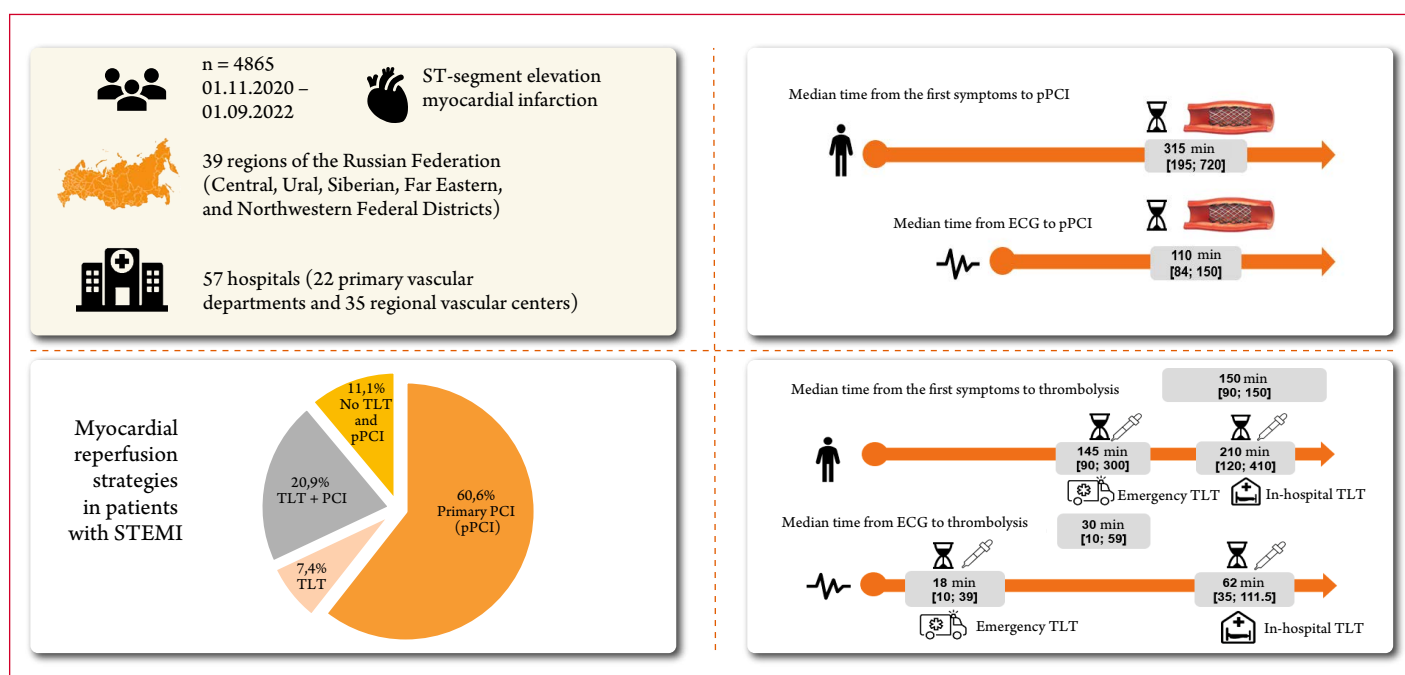 n = 4865
01.11.2020 –
01.09.2022
ST-segment elevation
myocardial infarction
39 regions of the Russian Federation
(Central, Ural, Siberian, Far Eastern,
and Northwestern Federal Districts)
57 hospitals (22 primary vascular
departments and 35 regional vascular centers)
Median time from the first symptoms to pPCI
315 min
[195; 720]
Median time from ECG to pPCI
110 min
[84; 150]
Myocardial
reperfusion
strategies
in patients
with STEMI
11,1%
No TLT
and
pPCI
20,9%
TLT + PCI
7,4%
TLT
60,6%
Primary PCI
(pPCI)
Median time from the first symptoms to thrombolysis
150 min
[90; 150]
145 min
[90; 300]
210 min
[120; 410]
Emergency TLT
In-hospital TLT
Median time from ECG to thrombolysis
30 min
[10; 59]
18 min
[10; 39]
62 min
[35; 111.5]
Emergency TLT
In-hospital TLT